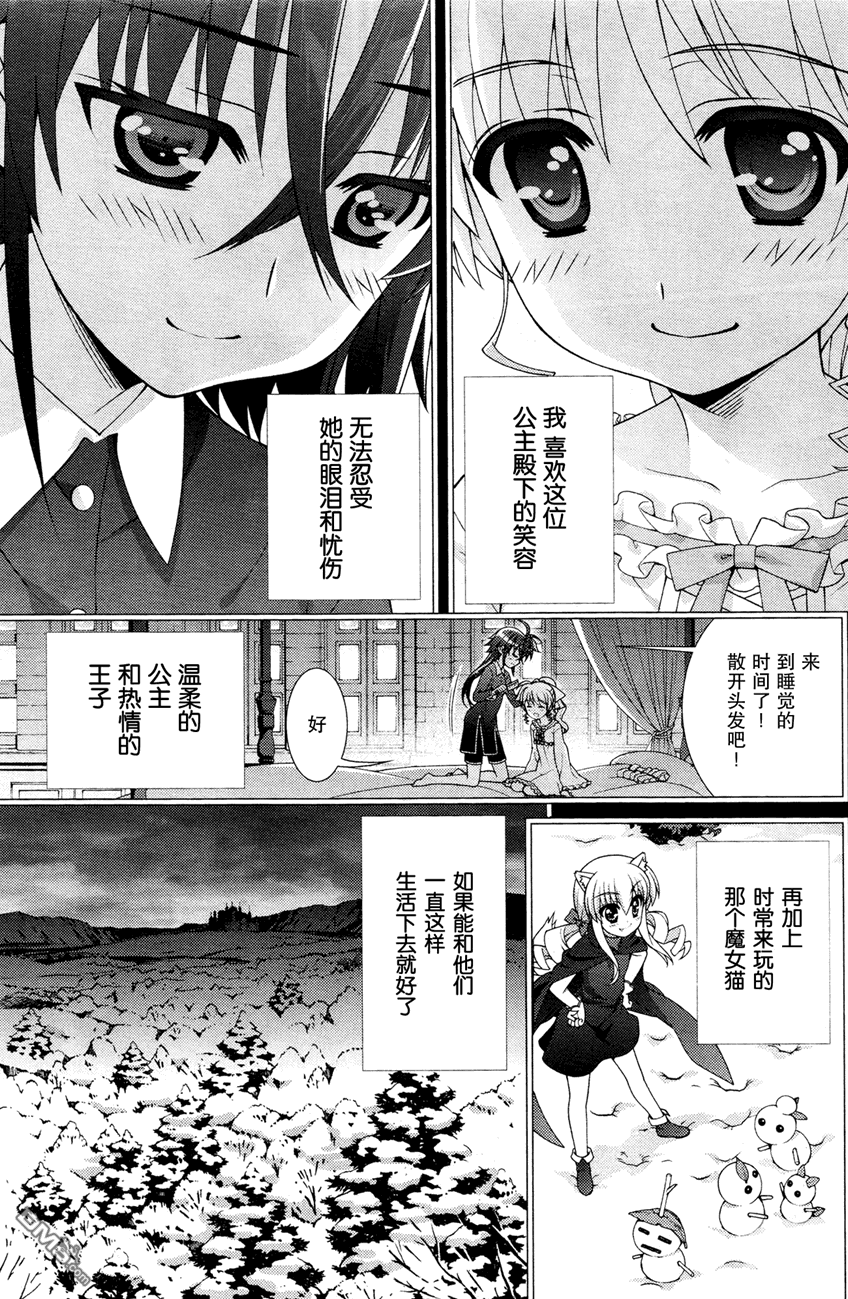 我 喜欢这位
公主殿下的笑容
无法忍受
她的眼泪和忧伤
来
到睡觉的
时间了！
散开头发吧！
好
温柔的
公主
和热情的
王子
再加上
时常来玩的
那个魔女猫
如果能和他们
一直这样
生活下去就好了